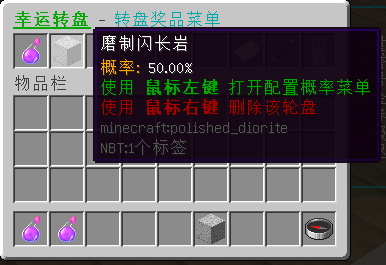 幸运转盘 - 转盘奖品菜单
磨制闪长岩
概率: 50.00%
使用 鼠标左键 打开配置概率菜单
使用 鼠标右键 删除该轮盘
minecraft:polished_diorite
NBT:1个标签
物品栏